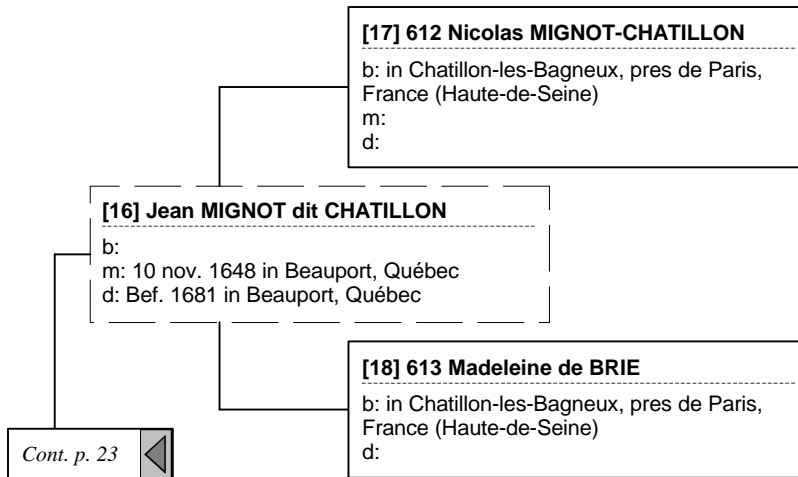 [17] 612 Nicolas MIGNOT-CHATILLON
b: in Chatillon-les-Bagneux, pres de Paris,
France (Haute-de-Seine)
m:
d:
[16] Jean MIGNOT dit CHATILLON
b:
m: 10 nov. 1648 in Beauport, Québec
d: Bef. 1681 in Beauport, Québec
[18] 613 Madeleine de BRIE
b: in Chatillon-les-Bagneux, pres de Paris,
France (Haute-de-Seine)
d:
Cont. p. 23